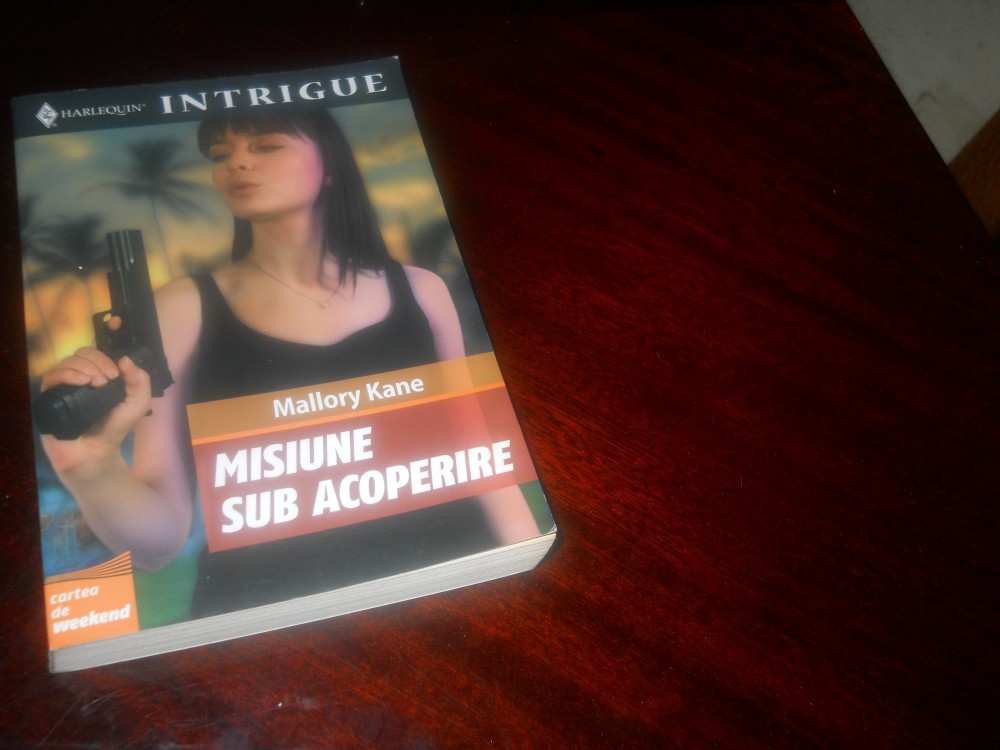 HARLEQUIN® INTRIGUE
Mallory Kane
MISIUNE
SUB ACOPERIRE
cartea
de
weekend